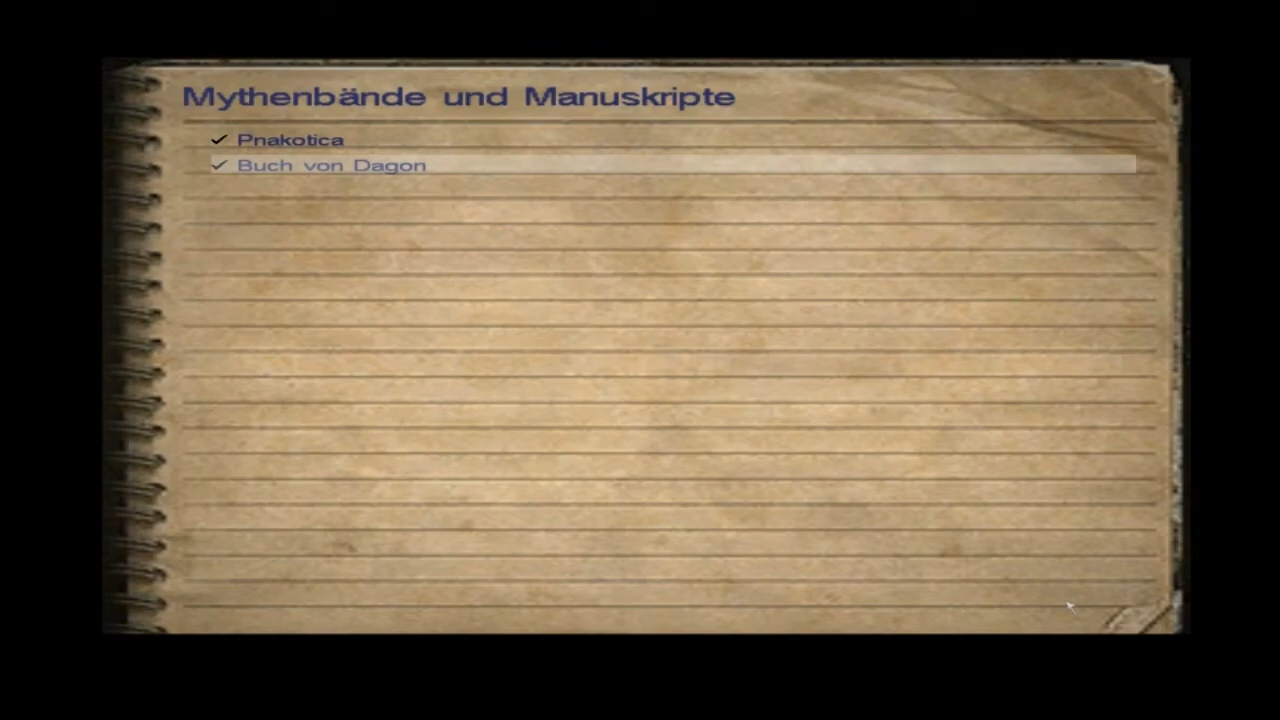 Mythenbände und Manuskripte
✓ Pnakotica
✓ Buch von Dagon